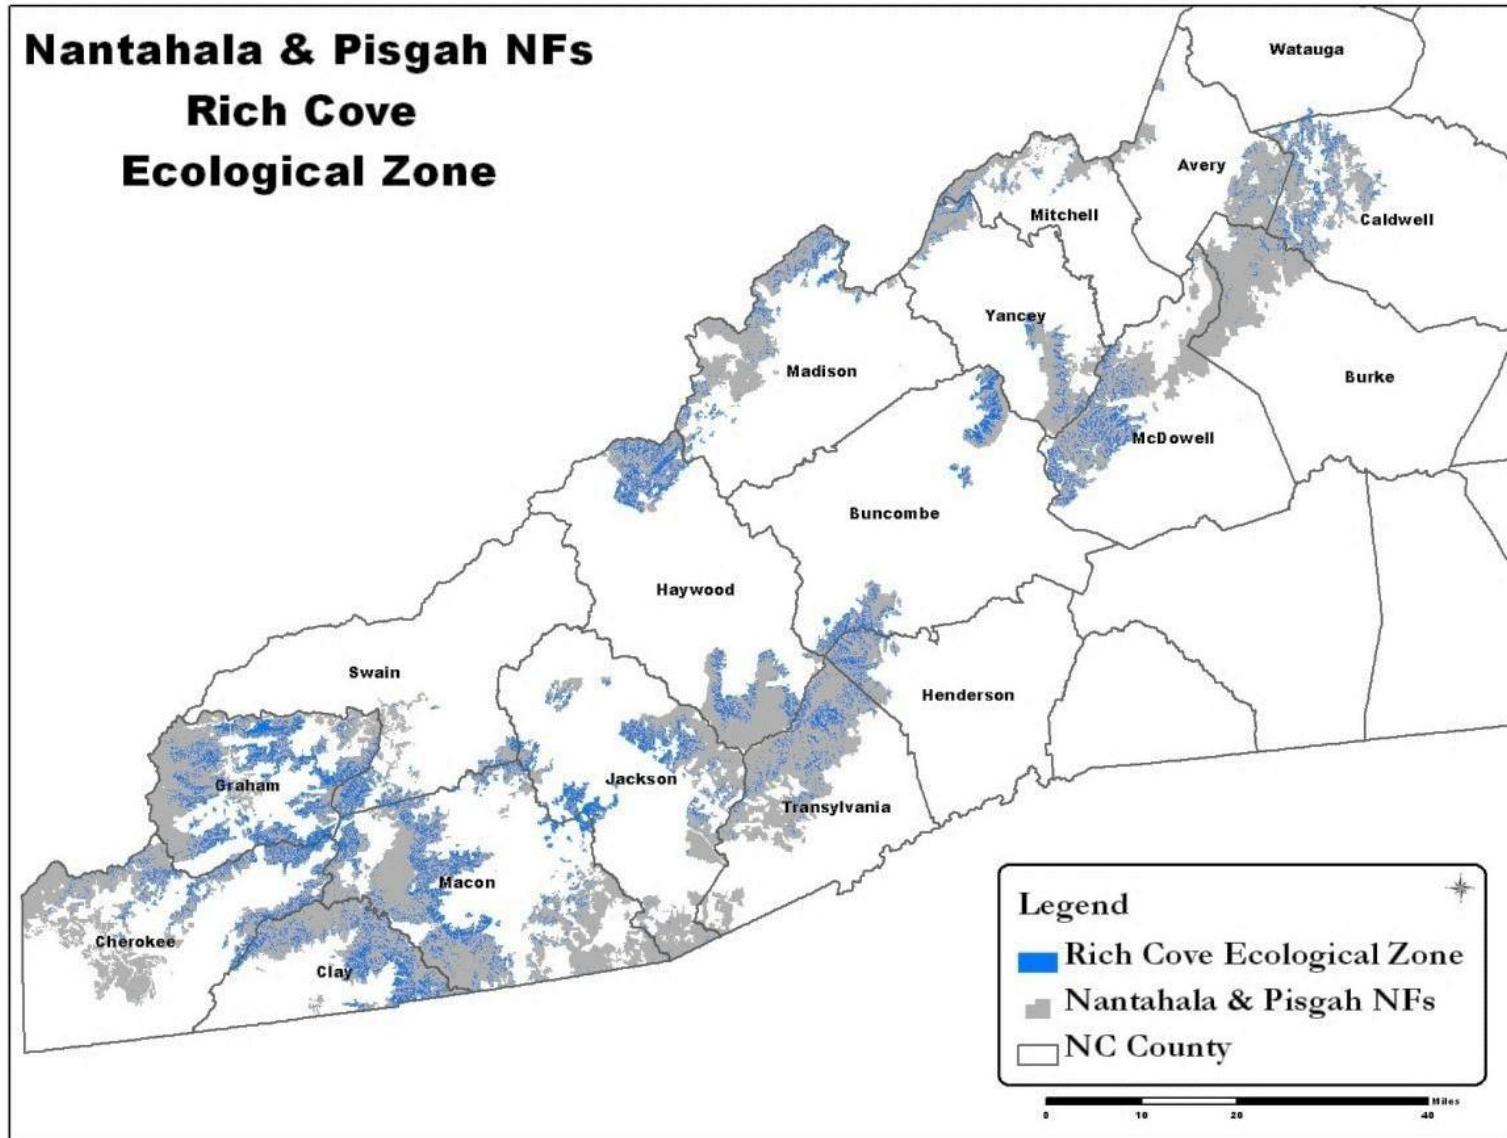 Nantahala & Pisgah NFs
Rich Cove
Ecological Zone
Watauga
Avery
Mitchell
Caldwell
Yancey
Madison
Burke
McDowell
Buncombe
Haywood
Swain
Henderson
Jackson
Graham
Transylvania
Macon
Cherokee
Clay
Legend
Rich Cove Ecological Zone
Nantahala & Pisgah NFs
NC County
Miles
0 10 20 40